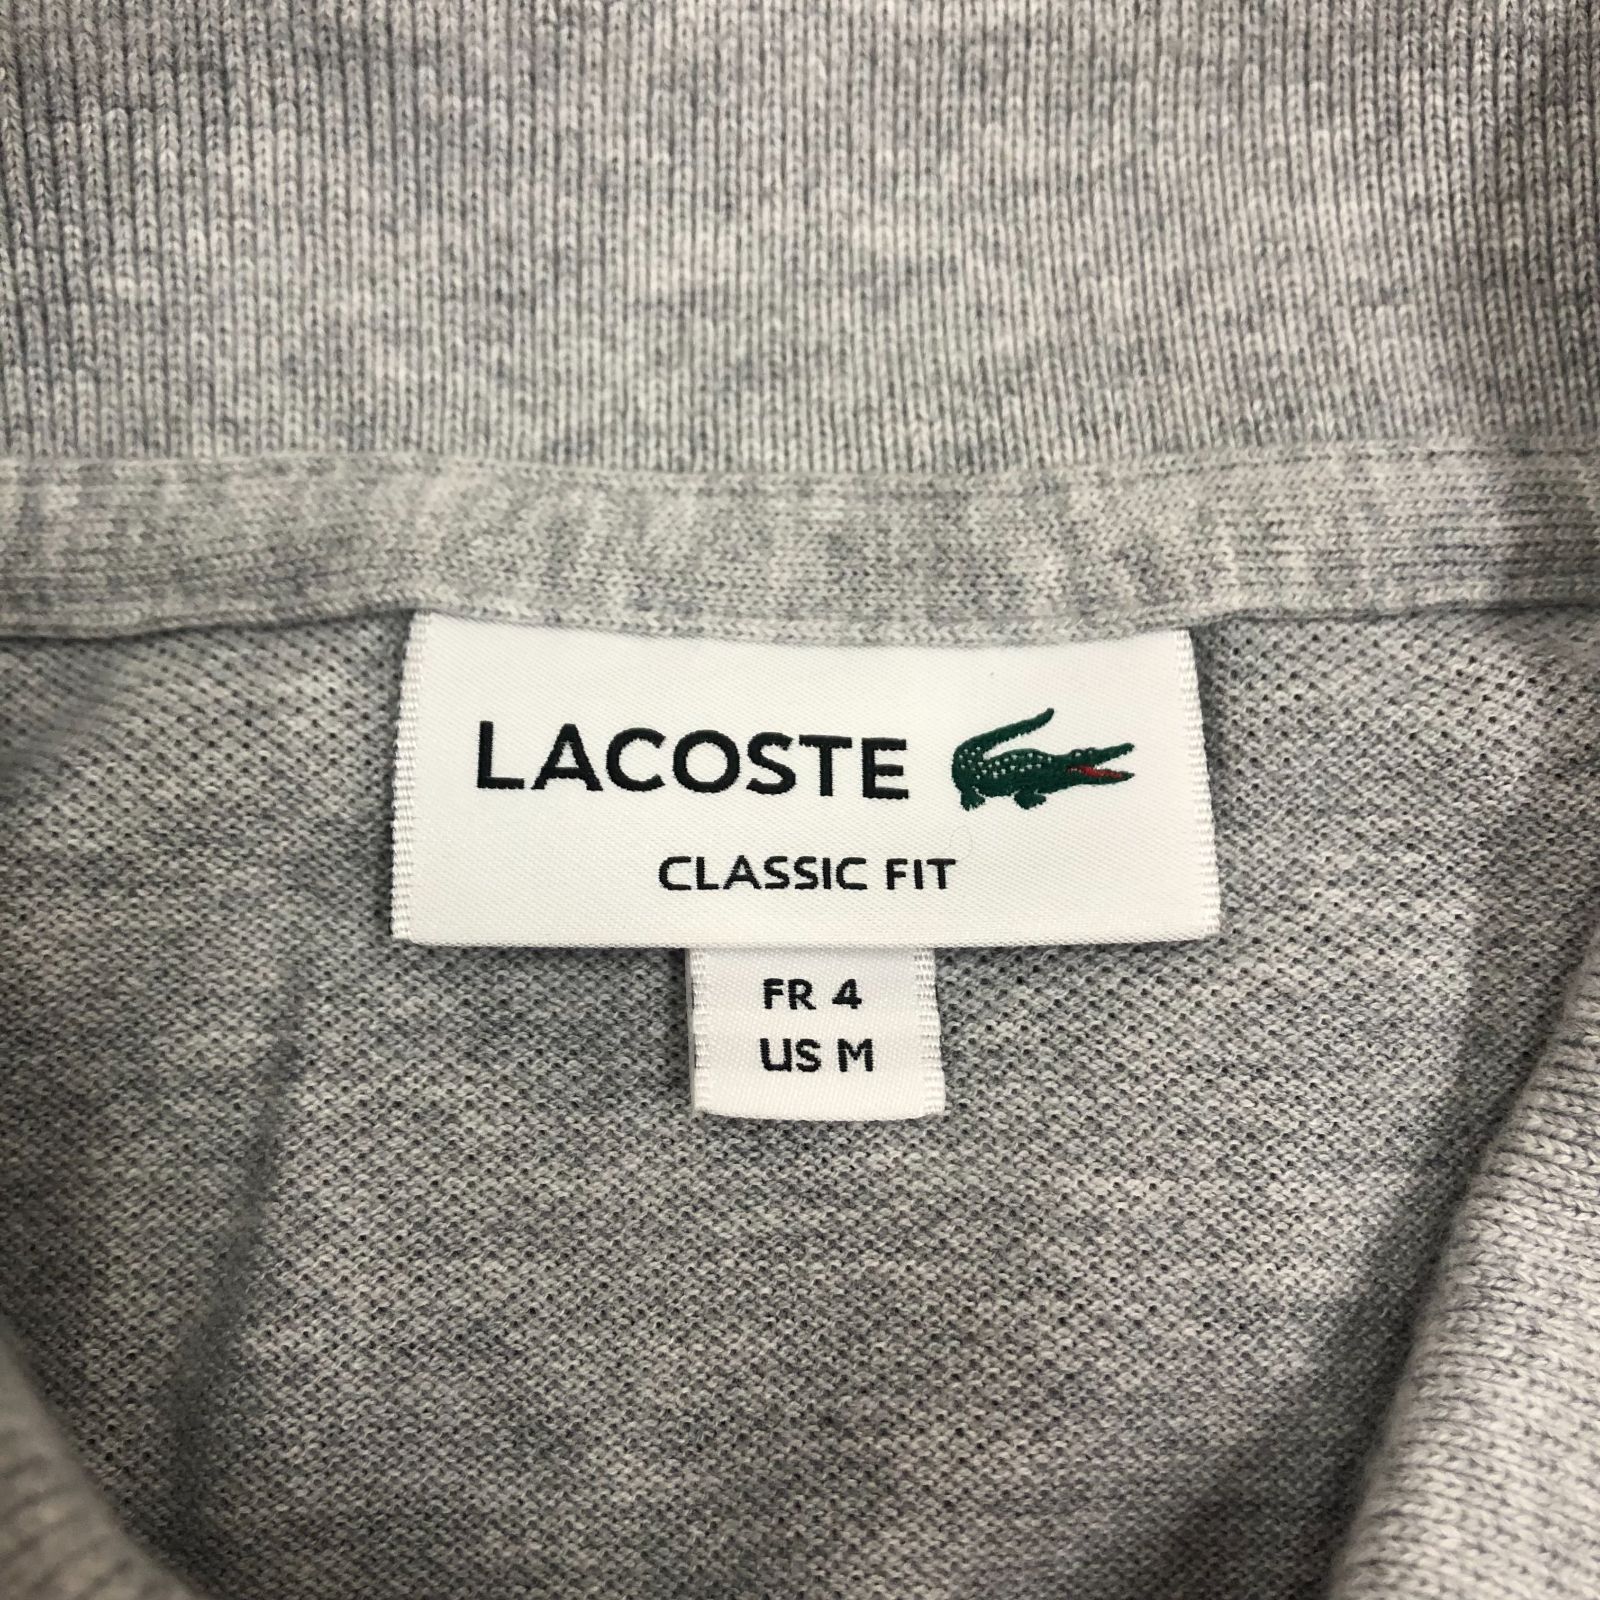 LACOSTE
CLASSIC FIT
FR 4
US M